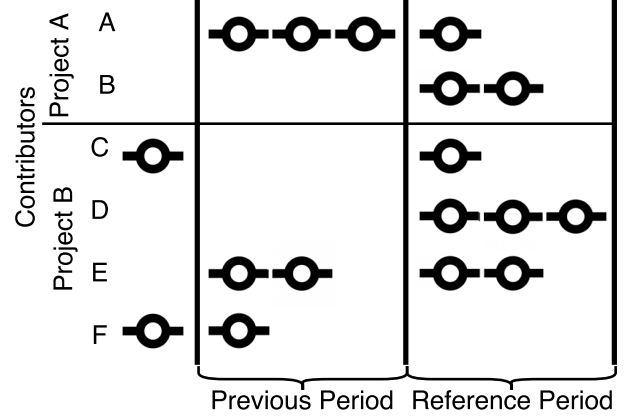 Contributors
Project A
A
B
Project B
C
D
E
F
Previous Period
Reference Period